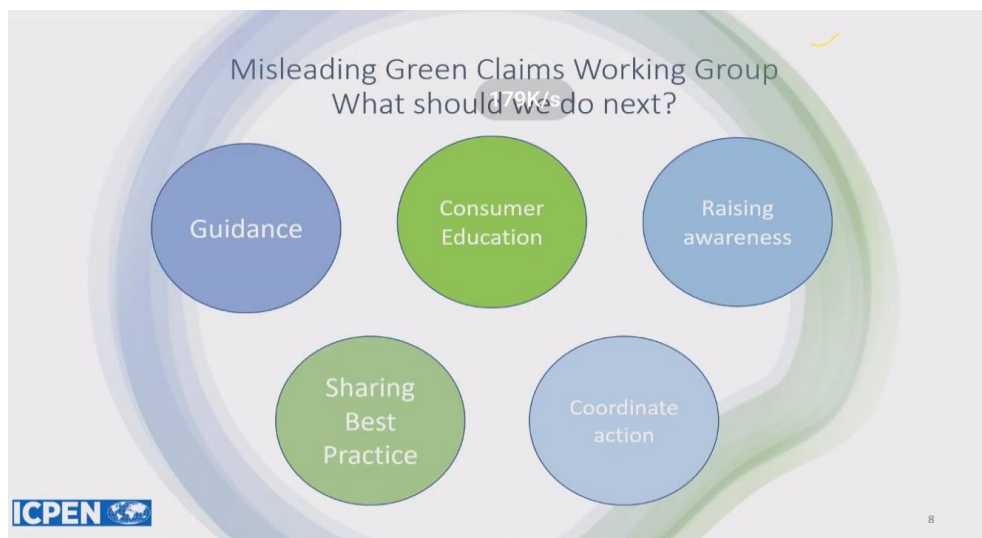 Misleading Green Claims Working Group
What should we do next?
179K/s
Guidance
Consumer
Education
Raising
awareness
Sharing
Best
Practice
Coordinate
action
ICPEN
8